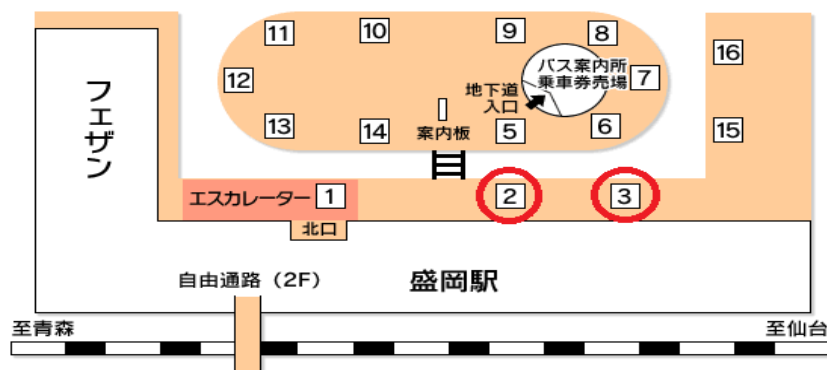 11
10
9
8
16
12
バス案内所
乗車券売場
7
地下道
入口
フェザン
13
14
案内板
5
6
15
エスカレーター
1
2
3
北口
自由通路（2F）
盛岡駅
至青森
至仙台